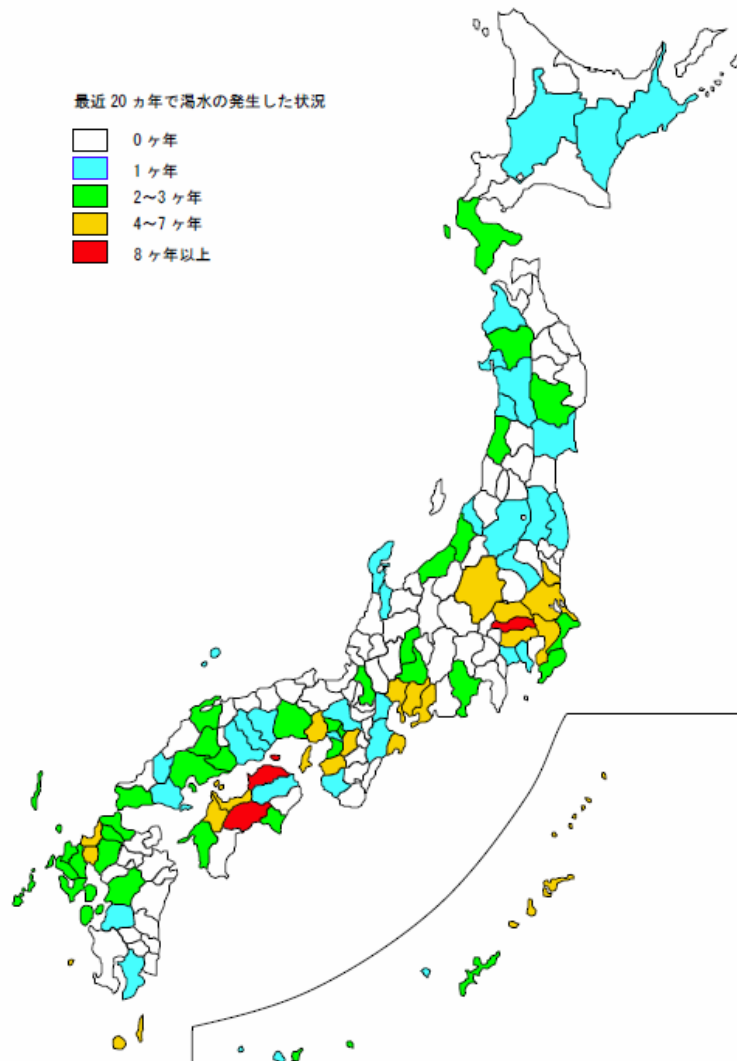 最近 20 ヵ年で渇水の発生した状況
0 ヶ年
1 ヶ年
2～3 ヶ年
4～7 ヶ年
8 ヶ年以上